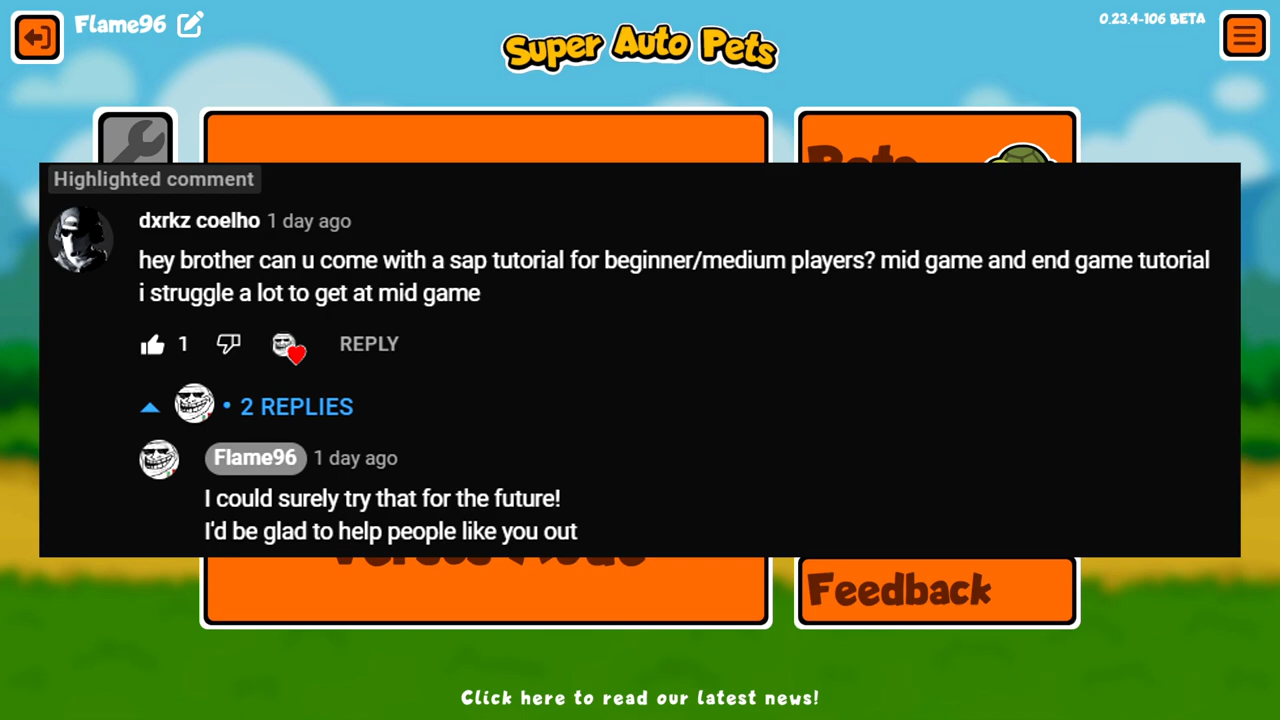 Flame96
Super Auto Pets
0.23.4-106 BETA
Pets
Highlighted comment
dxrkz coelho 1 day ago
hey brother can u come with a sap tutorial for beginner/medium players? mid game and end game tutorial
i struggle a lot to get at mid game
1
REPLY
• 2 REPLIES
Flame96 1 day ago
I could surely try that for the future!
I'd be glad to help people like you out
Versus Mode
Feedback
Click here to read our latest news!